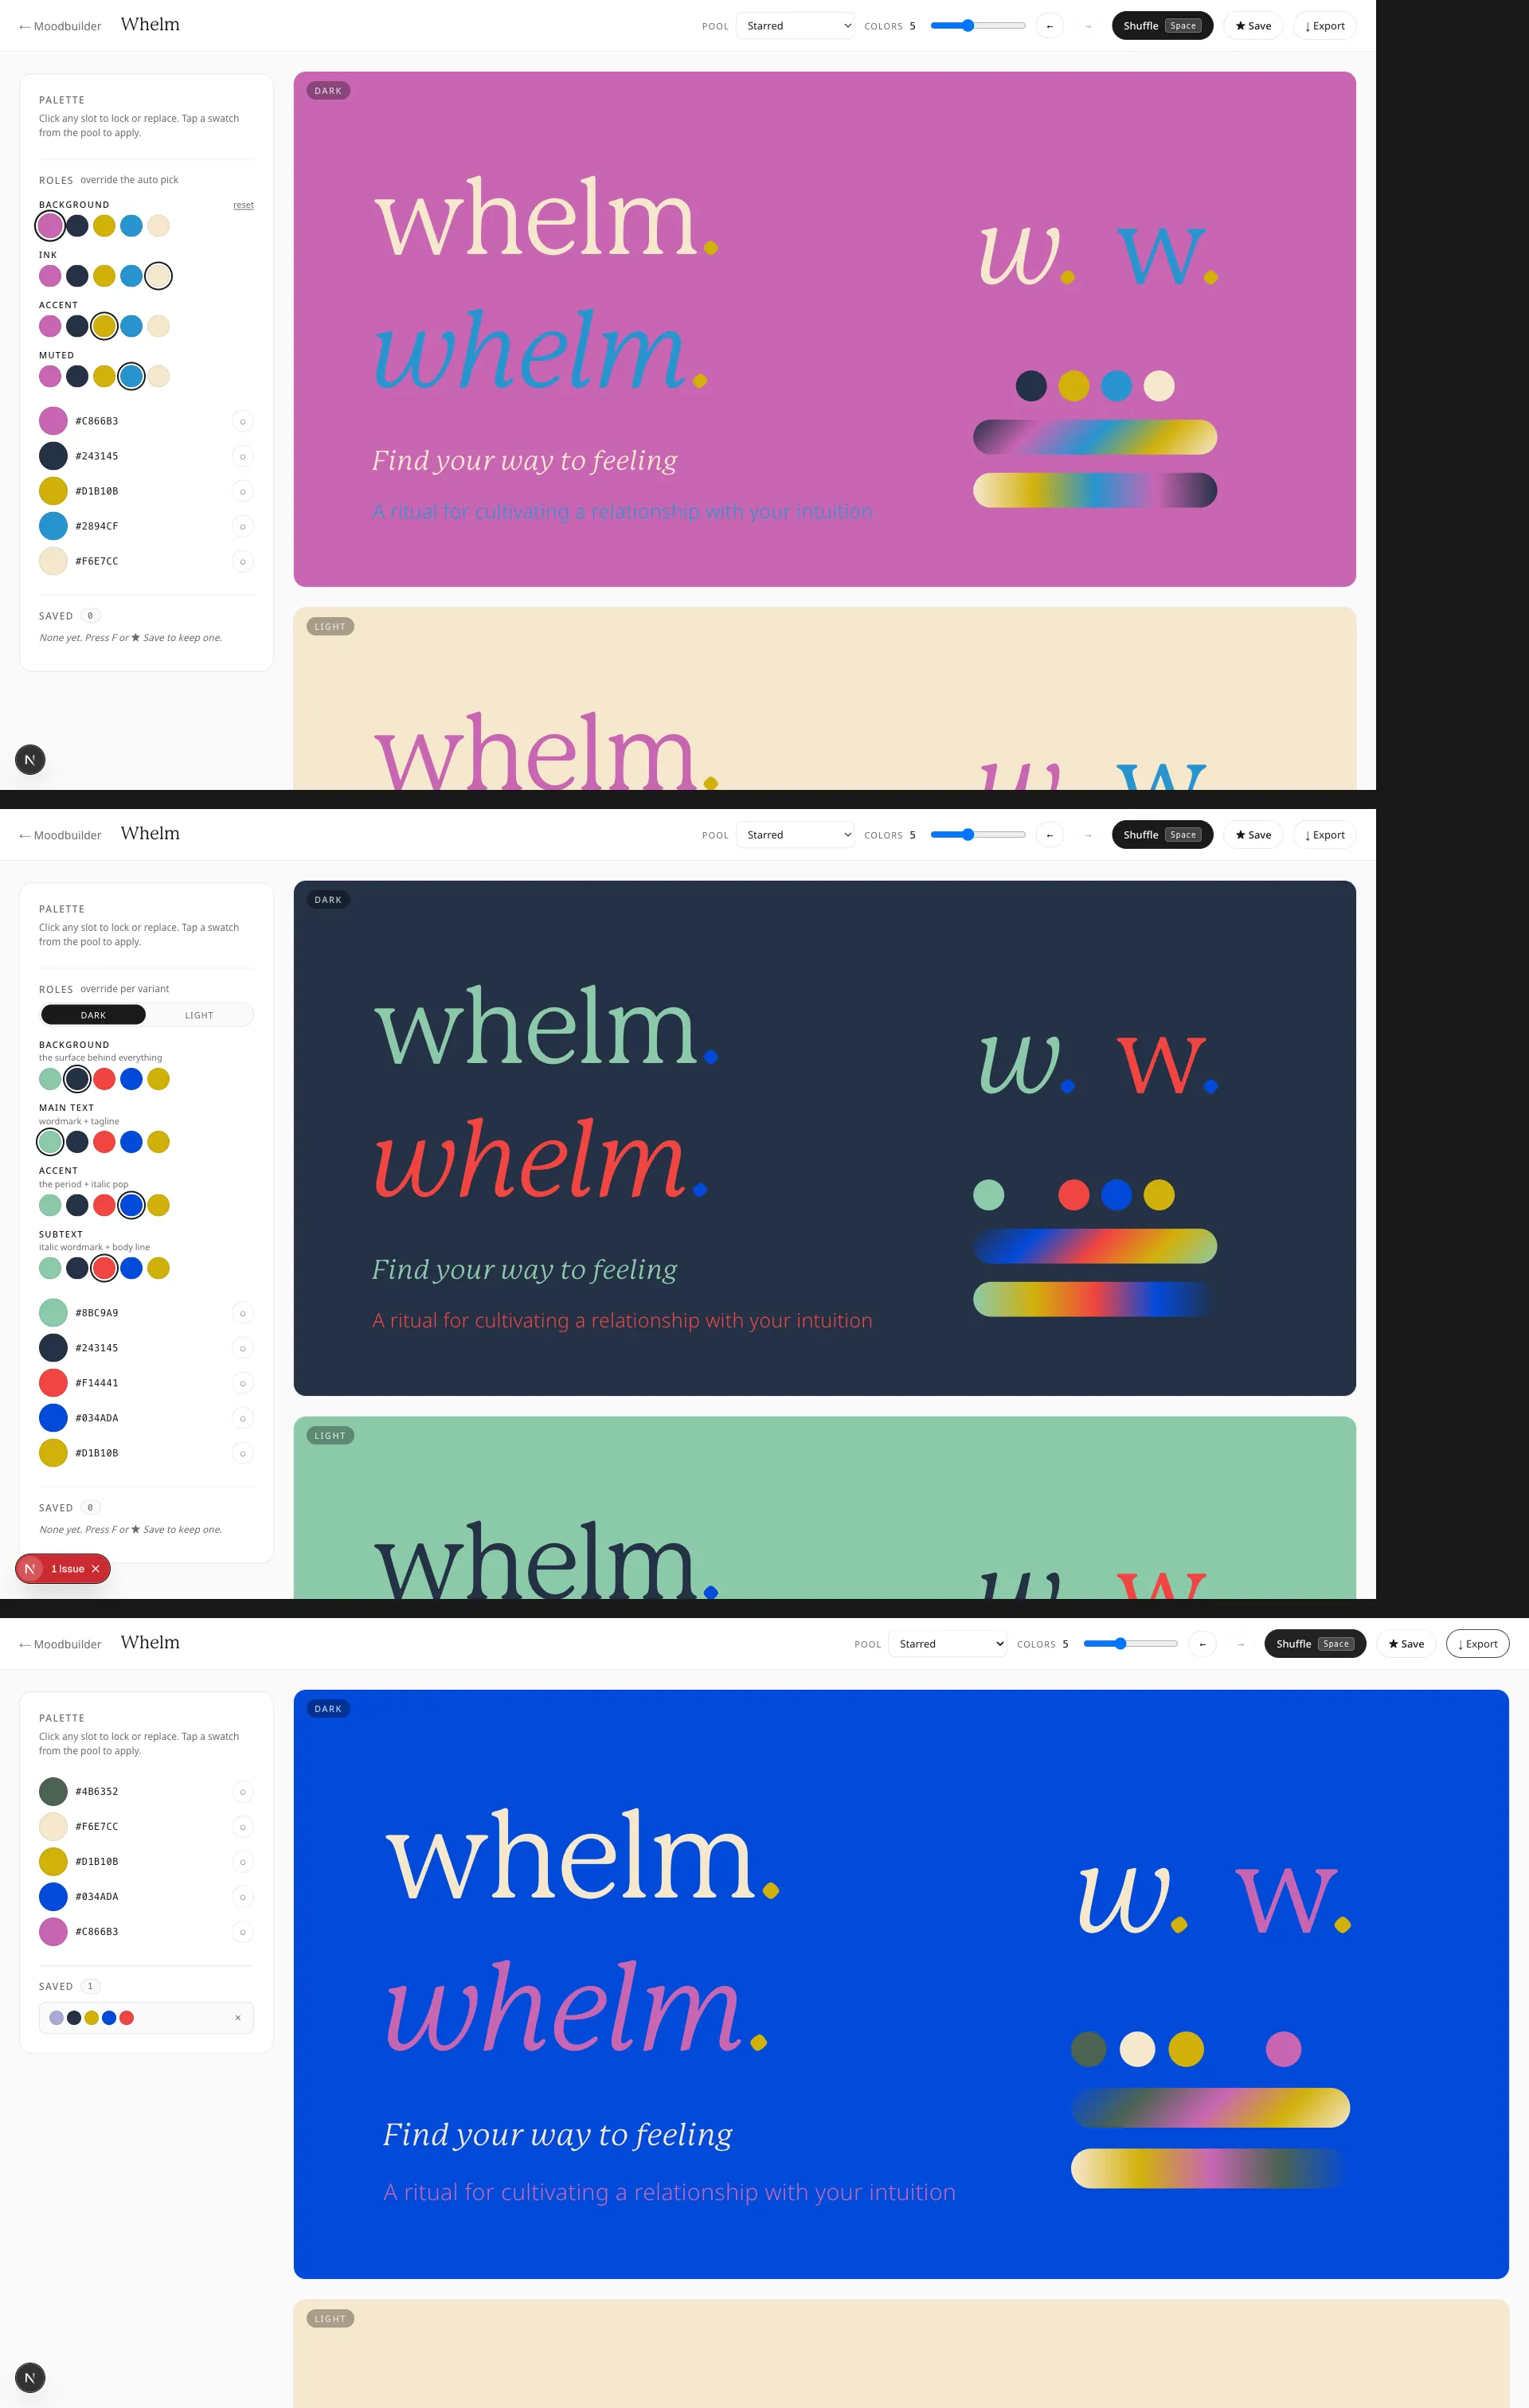 ← Moodbuilder Whelm POOL Starred COLORS 5 ← → Shuffle Space ★ Save ↓ Export
PALETTE
Click any slot to lock or replace. Tap a swatch
from the pool to apply.
ROLES override the auto pick
BACKGROUND reset
INK
ACCENT
MUTED
#C866B3
#243145
#D1B10B
#2894CF
#F6E7CC
SAVED 0
None yet. Press F or ★ Save to keep one.
N
DARK
whelm.
w. w.
whelm.
Find your way to feeling
A ritual for cultivating a relationship with your intuition
LIGHT
whelm.
w. w.
← Moodbuilder Whelm POOL Starred COLORS 5 ← → Shuffle Space ★ Save ↓ Export
PALETTE
Click any slot to lock or replace. Tap a swatch
from the pool to apply.
ROLES override per variant
DARK LIGHT
BACKGROUND
the surface behind everything
MAIN TEXT
wordmark + tagline
ACCENT
the period + italic pop
SUBTEXT
italic wordmark + body line
#8BC9A9
#243145
#F14441
#034ADA
#D1B10B
SAVED 0
None yet. Press F or ★ Save to keep one.
N 1 Issue ×
DARK
whelm.
w. w.
whelm.
Find your way to feeling
A ritual for cultivating a relationship with your intuition
LIGHT
whelm.
w. w.
← Moodbuilder Whelm POOL Starred COLORS 5 ← → Shuffle Space ★ Save ↓ Export
PALETTE
Click any slot to lock or replace. Tap a swatch
from the pool to apply.
#4B6352
#F6E7CC
#D1B10B
#034ADA
#C866B3
SAVED 1
×
N
DARK
whelm.
w. w.
whelm.
Find your way to feeling
A ritual for cultivating a relationship with your intuition
LIGHT